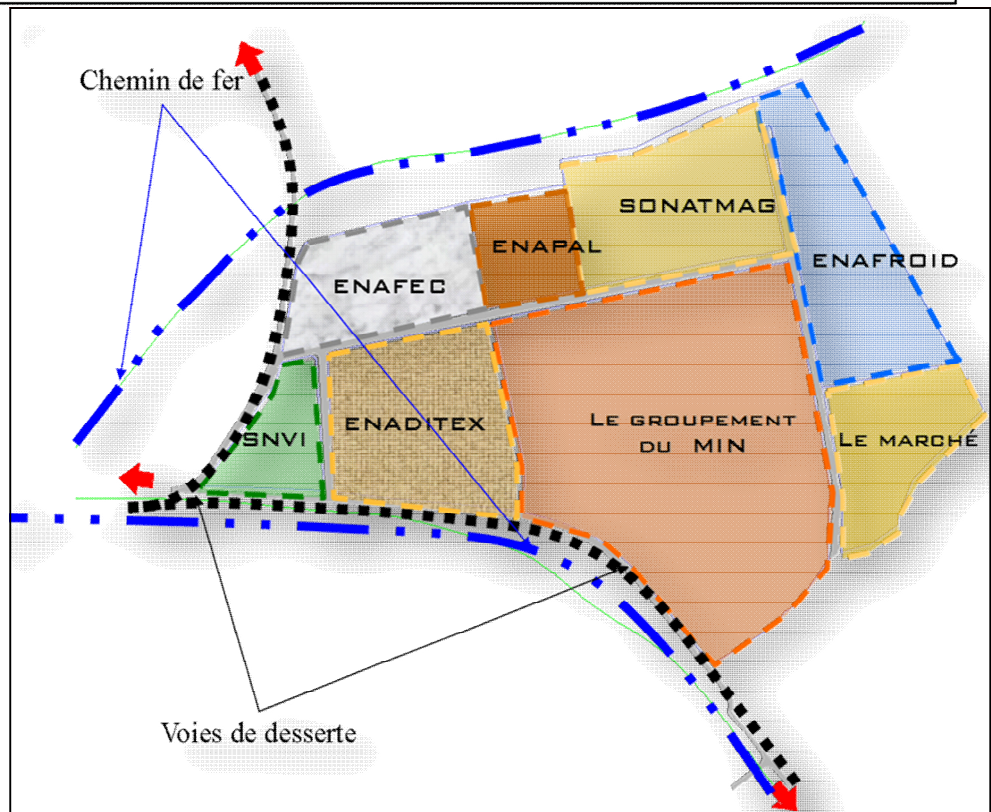 Chemin de fer
SONATMAG
ENAPAL
ENAFROID
ENAFEC
LE GROUPEMENT
DU MIN
ENADITEX
SNVI
LE MARCHÉ
Voies de desserte